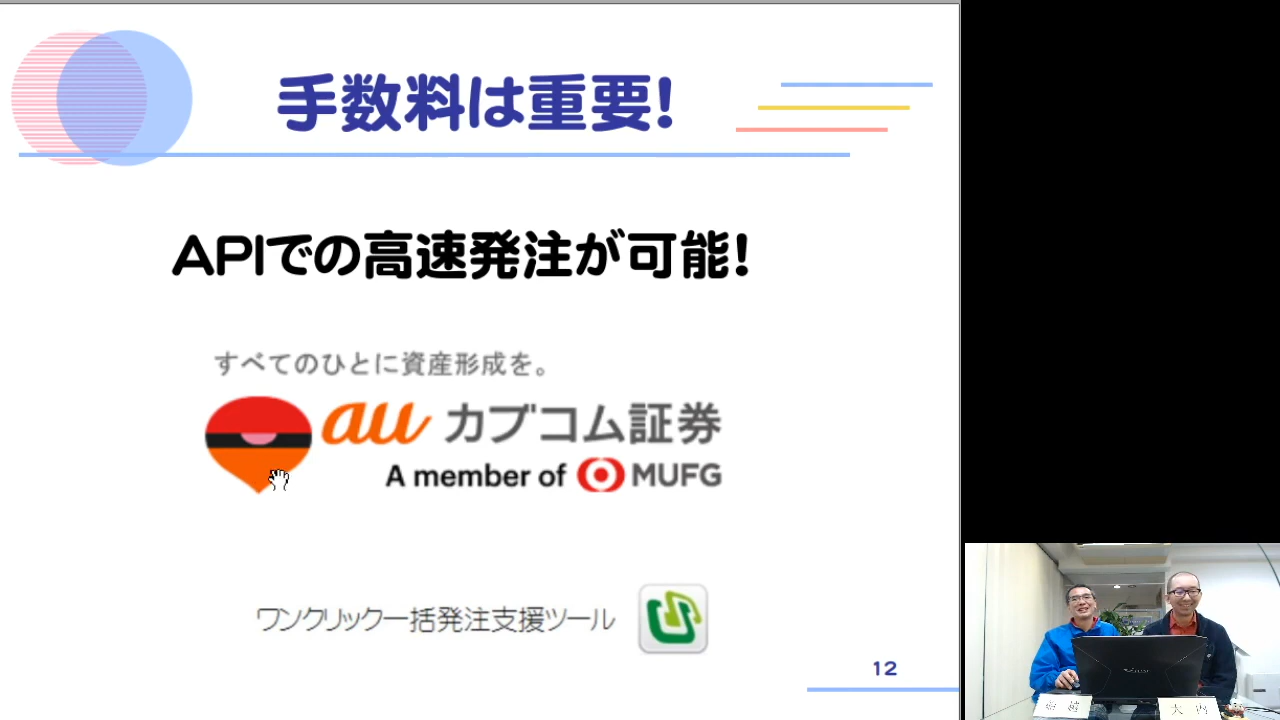 手数料は重要!
APIでの高速発注が可能!
すべてのひとに資産形成を。
au カブコム証券
A member of MUFG
ワンクリック一括発注支援ツール
12